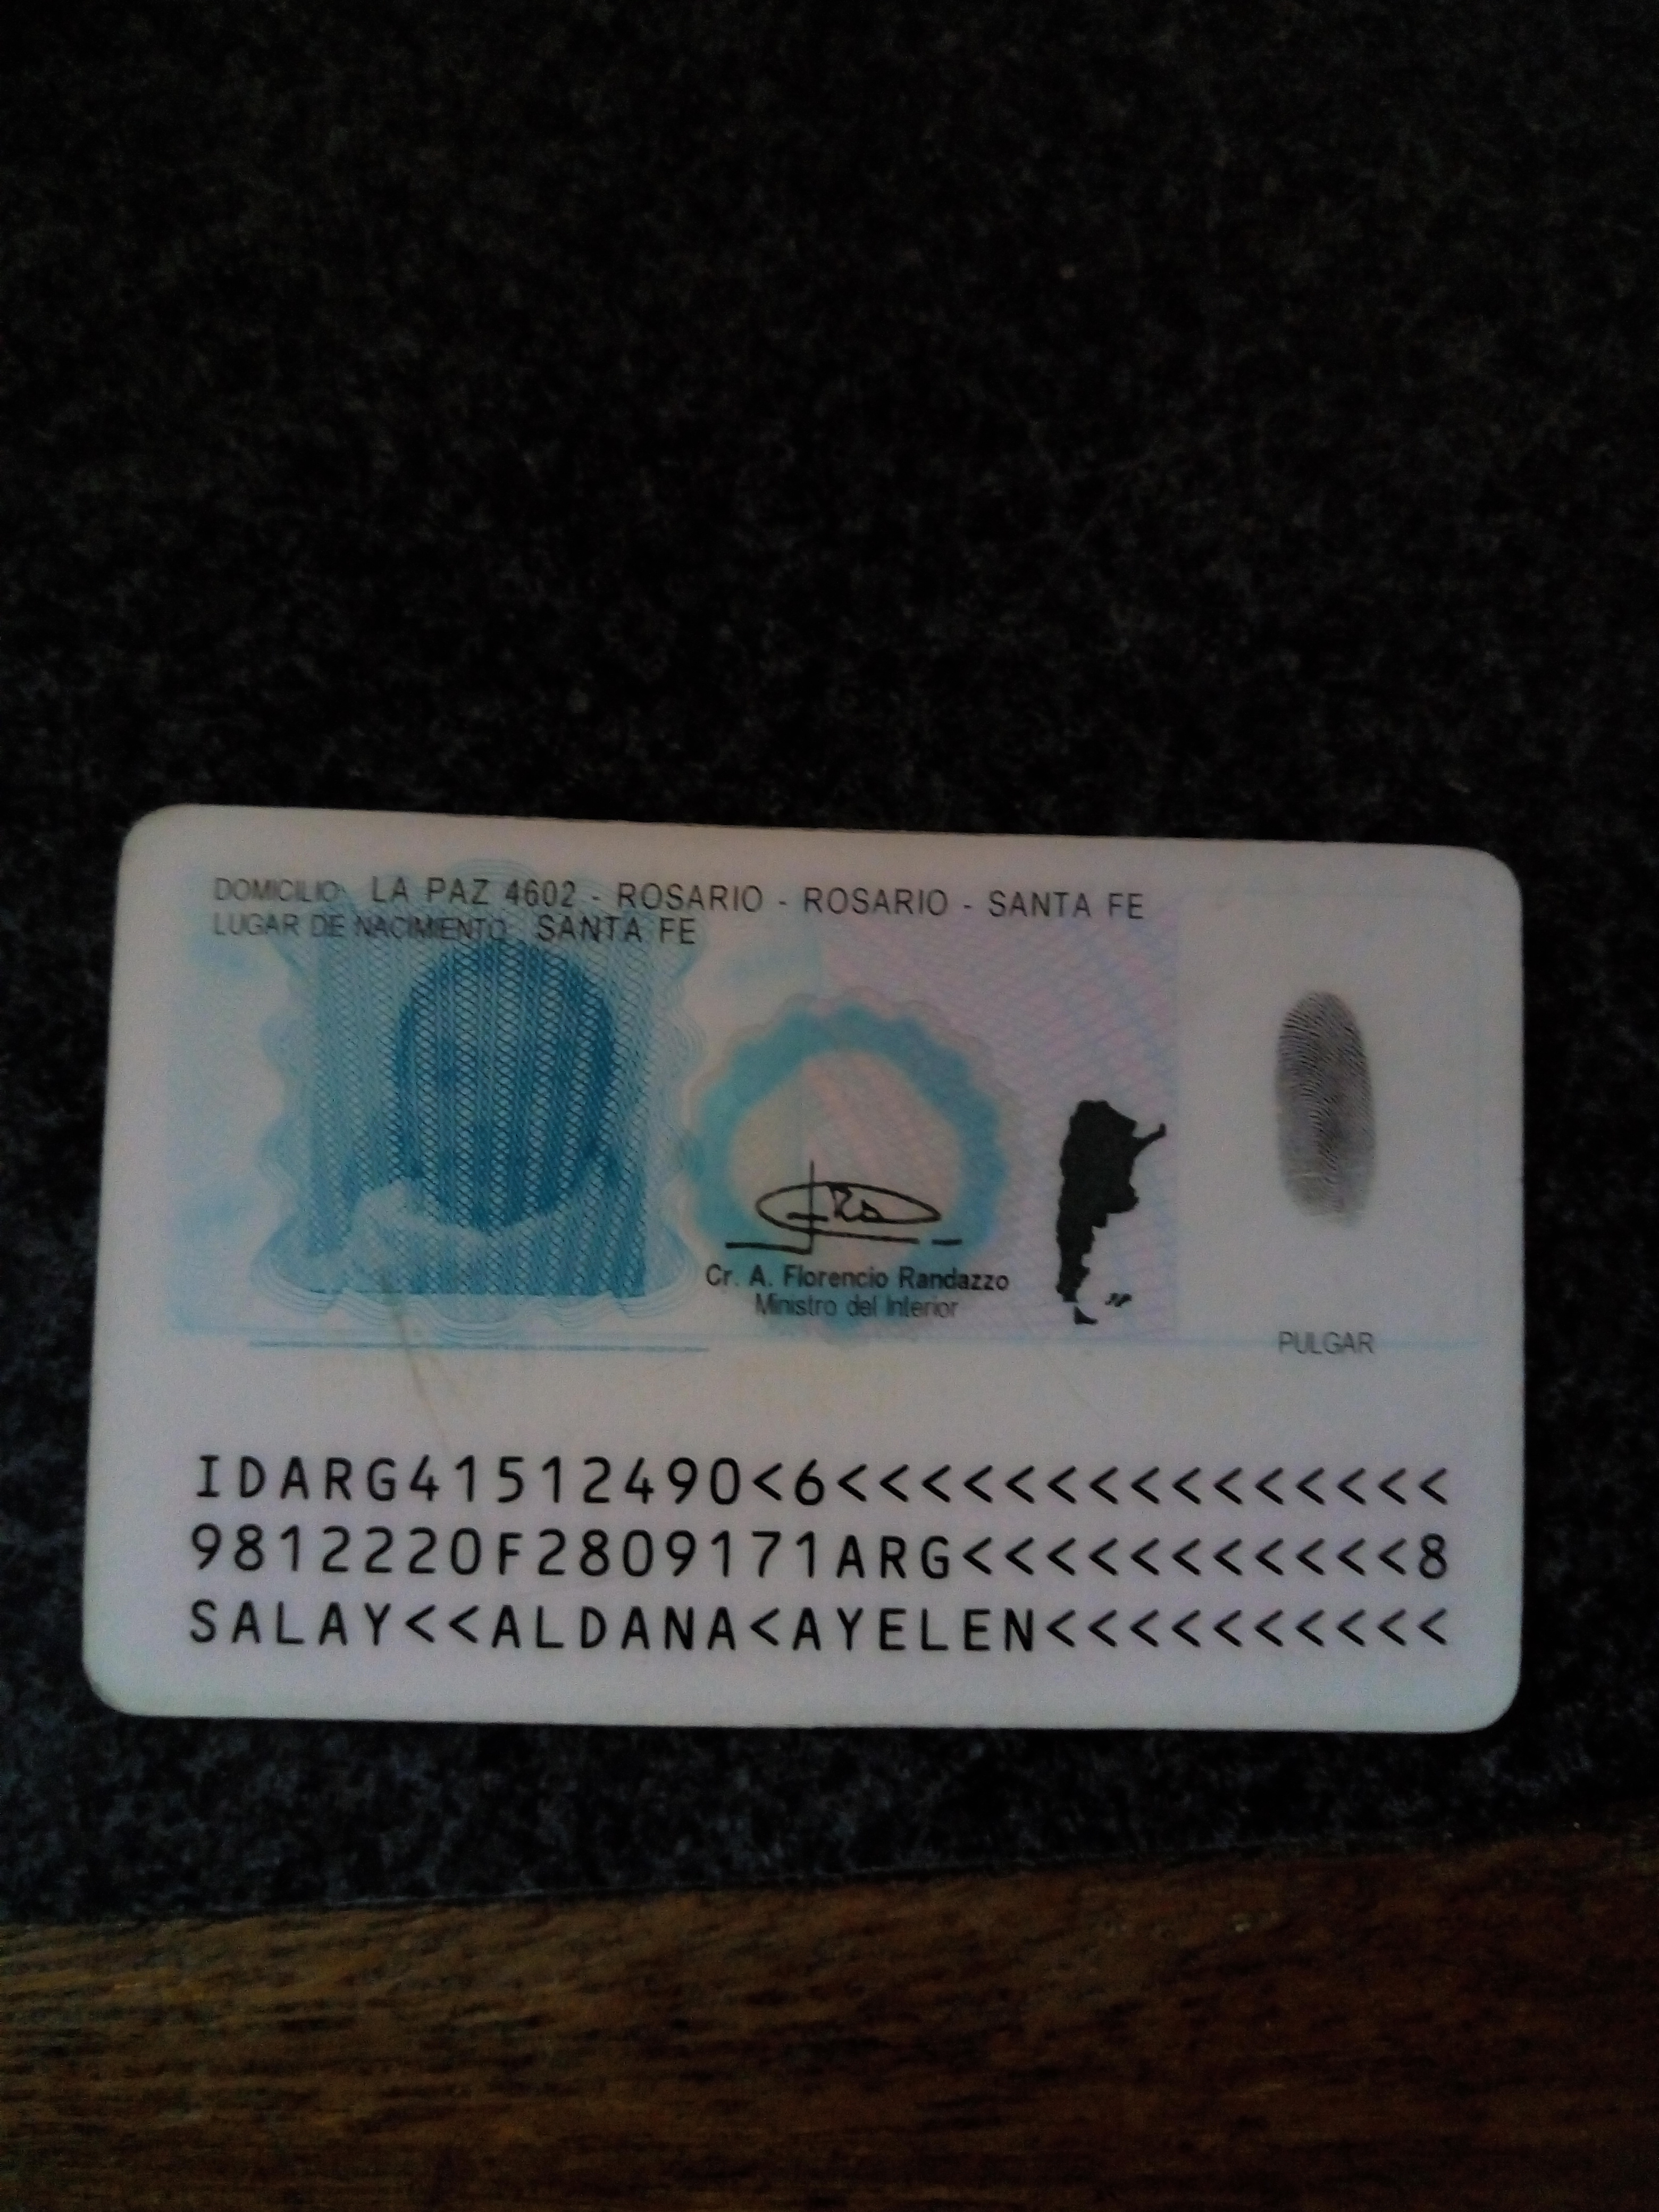 DOMICILIO: LA PAZ 4602 - ROSARIO - ROSARIO - SANTA FE
LUGAR DE NACIMIENTO: SANTA FE
Cr. A. Florencio Randazzo
Ministro del Interior
PULGAR
IDARG41512490<6<<<<<<<<<<<<<<<
9812220F2809171ARG<<<<<<<<<<<8
SALAY<<ALDANA<AYELEN<<<<<<<<<<